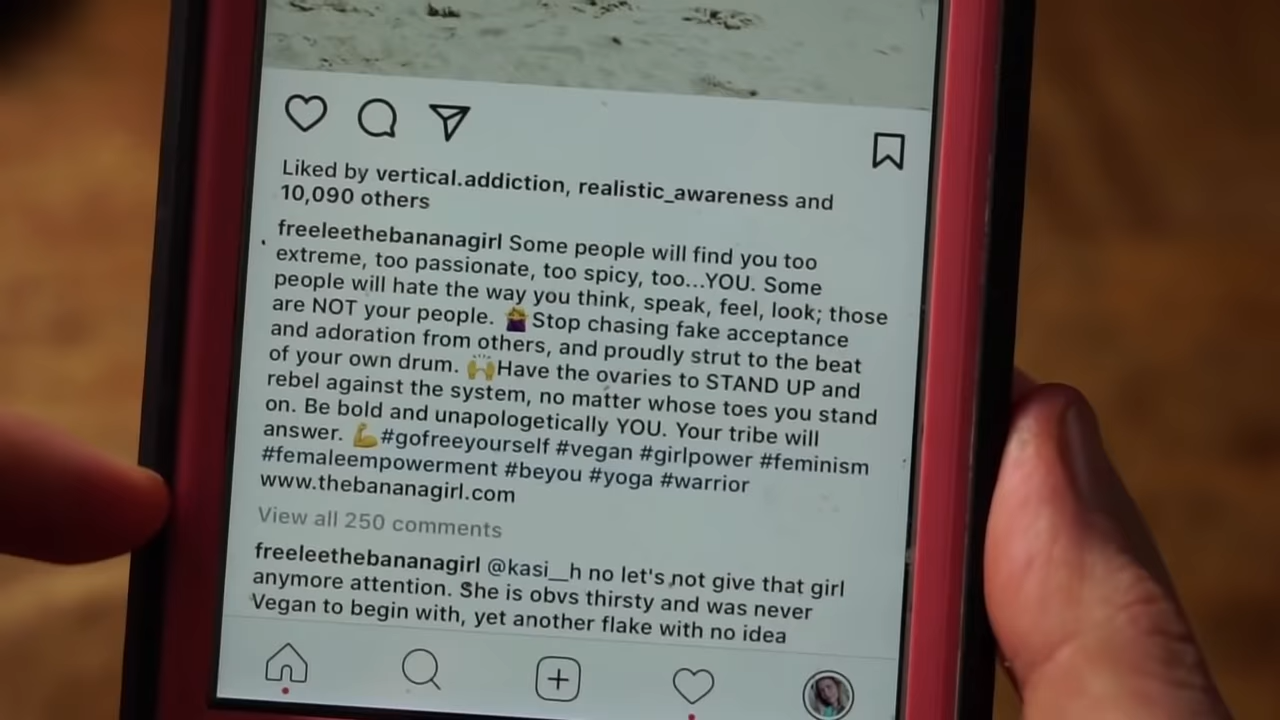 Liked by vertical.addiction, realistic_awareness and
10,090 others
freeleethebananagirl Some people will find you too
extreme, too passionate, too spicy, too...YOU. Some
people will hate the way you think, speak, feel, look; those
are NOT your people. 🤷‍♀️Stop chasing fake acceptance
and adoration from others, and proudly strut to the beat
of your own drum. 🙌Have the ovaries to STAND UP and
rebel against the system, no matter whose toes you stand
on. Be bold and unapologetically YOU. Your tribe will
answer. 💪#gofreeyourself #vegan #girlpower #feminism
#femaleempowerment #beyou #yoga #warrior
www.thebananagirl.com
View all 250 comments
freeleethebananagirl @kasi__h no let's not give that girl
anymore attention. She is obvs thirsty and was never
Vegan to begin with, yet another flake with no idea